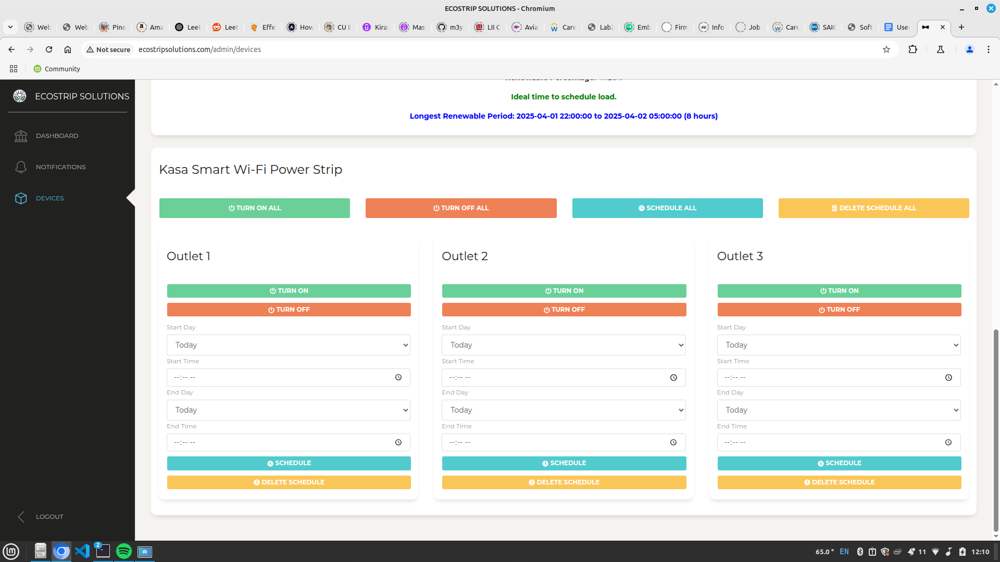 ECOSTRIP SOLUTIONS - Chromium
Web Web Pino Ama Leet Leet Effe How CU E Kira Mas m3y LII C Avia Care Lab Emb Firm Info Job Care SAIC Soft User
Not secure ecostripsolutions.com/admin/devices
Community
ECOSTRIP SOLUTIONS
DASHBOARD
NOTIFICATIONS
DEVICES
LOGOUT
Ideal time to schedule load.
Longest Renewable Period: 2025-04-01 22:00:00 to 2025-04-02 05:00:00 (8 hours)
Kasa Smart Wi-Fi Power Strip
TURN ON ALL TURN OFF ALL SCHEDULE ALL DELETE SCHEDULE ALL
Outlet 1
TURN ON
TURN OFF
Start Day
Today
Start Time
--:-- --
End Day
Today
End Time
--:-- --
SCHEDULE
DELETE SCHEDULE
Outlet 2
TURN ON
TURN OFF
Start Day
Today
Start Time
--:-- --
End Day
Today
End Time
--:-- --
SCHEDULE
DELETE SCHEDULE
Outlet 3
TURN ON
TURN OFF
Start Day
Today
Start Time
--:-- --
End Day
Today
End Time
--:-- --
SCHEDULE
DELETE SCHEDULE
2
65.0 ° EN 11 12:10